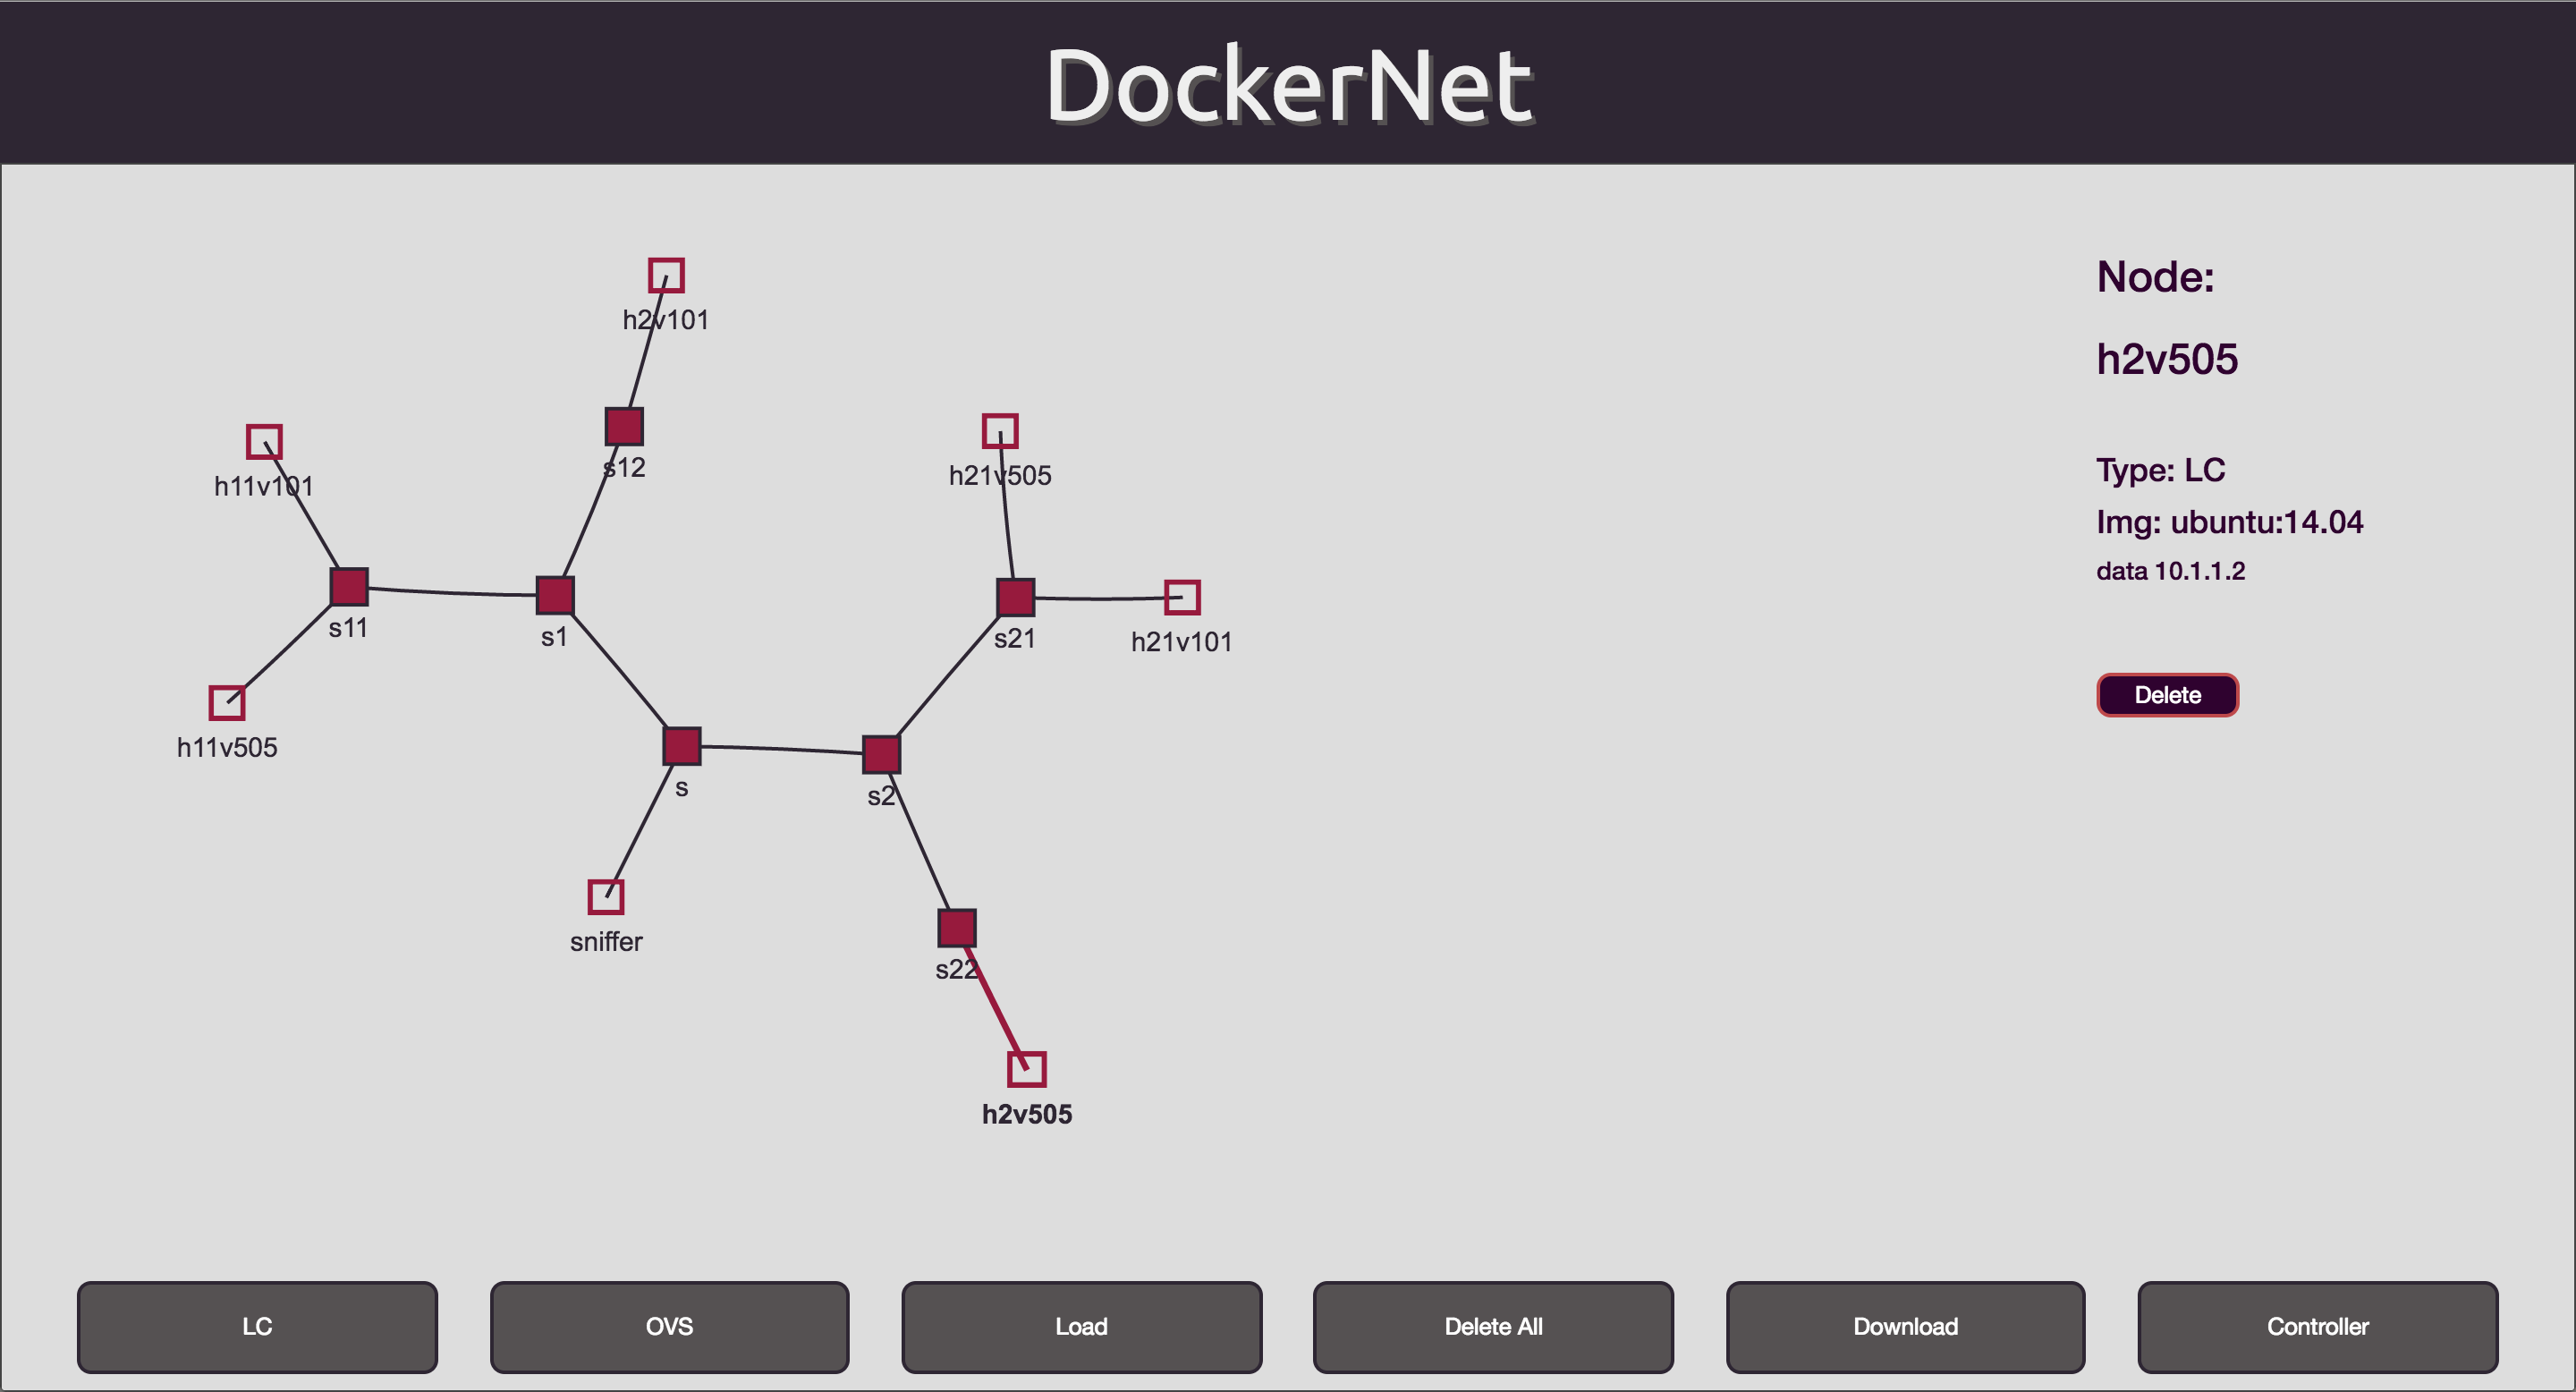 DockerNet
h2v101
s12
h11v101
h21v505
s11
s1
s21
h21v101
h11v505
s
s2
sniffer
s22
h2v505
Node:
h2v505
Type: LC
Img: ubuntu:14.04
data 10.1.1.2
Delete
LC
OVS
Load
Delete All
Download
Controller